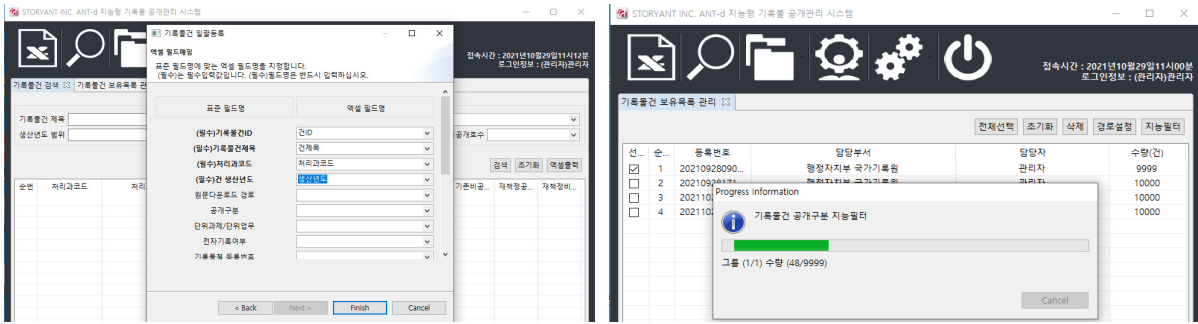 STORYANT INC. ANT-d 지능형 기록물 공개관리 시스템
접속시간 : 2021년10월29일11시12분
로그인정보 : (관리자)관리자
기록물건 검색
기록물건 보유목록 관
기록물건 제목
생산년도 범위
공개호수
검색
초기화
엑셀출력
순번
처리과코드
처리
기존비공...
재책정공...
재책정비...
기록물건 일괄등록
엑셀 필드매핑
표준 필드명에 맞는 엑셀 필드명을 지정합니다.
(필수)는 필수입력값입니다. (필수)필드명은 반드시 입력하십시오.
표준 필드명
엑셀 필드명
(필수)기록물건ID
건ID
(필수)기록물건제목
건제목
(필수)처리과코드
처리과코드
(필수)건 생산년도
생산년도
원문다운로드 경로
공개구분
단위과제/단위업무
전자기록여부
기록물철 등록번호
< Back
Next >
Finish
Cancel
STORYANT INC. ANT-d 지능형 기록물 공개관리 시스템
접속시간 : 2021년10월29일11시00분
로그인정보 : (관리자)관리자
기록물건 보유목록 관리
전체선택
초기화
삭제
경로설정
지능필터
선...
순...
등록번호
담당부서
담당자
수량(건)
1
20210928090...
행정자치부 국가기록원
관리자
9999
2
20210928171...
행정자치부 국가기록원
관리자
10000
3
202110
10000
4
202110
10000
Progress Information
기록물건 공개구분 지능필터
그룹 (1/1) 수량 (48/9999)
Cancel